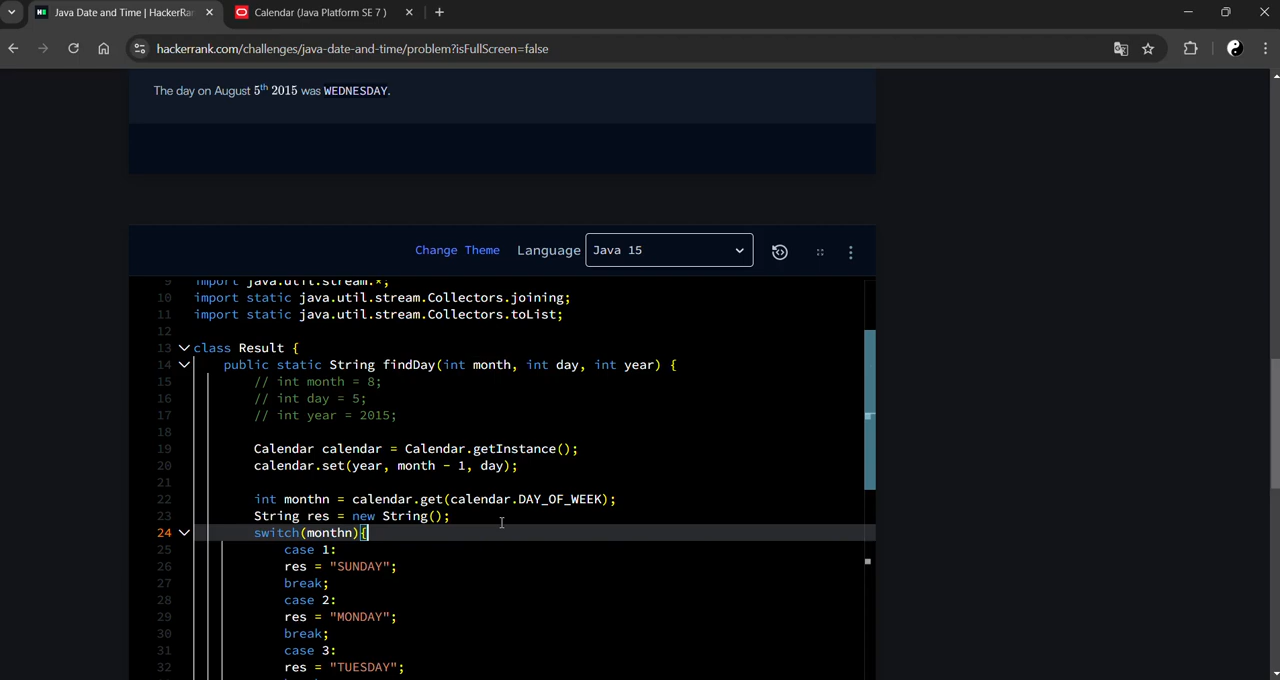 Java Date and Time | HackerRa
Calendar (Java Platform SE 7 )
hackerrank.com/challenges/java-date-and-time/problem?isFullScreen=false
The day on August 5th 2015 was WEDNESDAY.
Change Theme Language Java 15
9 import java.util.stream.*;
10 import static java.util.stream.Collectors.joining;
11 import static java.util.stream.Collectors.toList;
12
13 class Result {
14 public static String findDay(int month, int day, int year) {
15 // int month = 8;
16 // int day = 5;
17 // int year = 2015;
18
19 Calendar calendar = Calendar.getInstance();
20 calendar.set(year, month - 1, day);
21
22 int monthn = calendar.get(calendar.DAY_OF_WEEK);
23 String res = new String();
24 switch(monthn){
25 case 1:
26 res = "SUNDAY";
27 break;
28 case 2:
29 res = "MONDAY";
30 break;
31 case 3:
32 res = "TUESDAY";